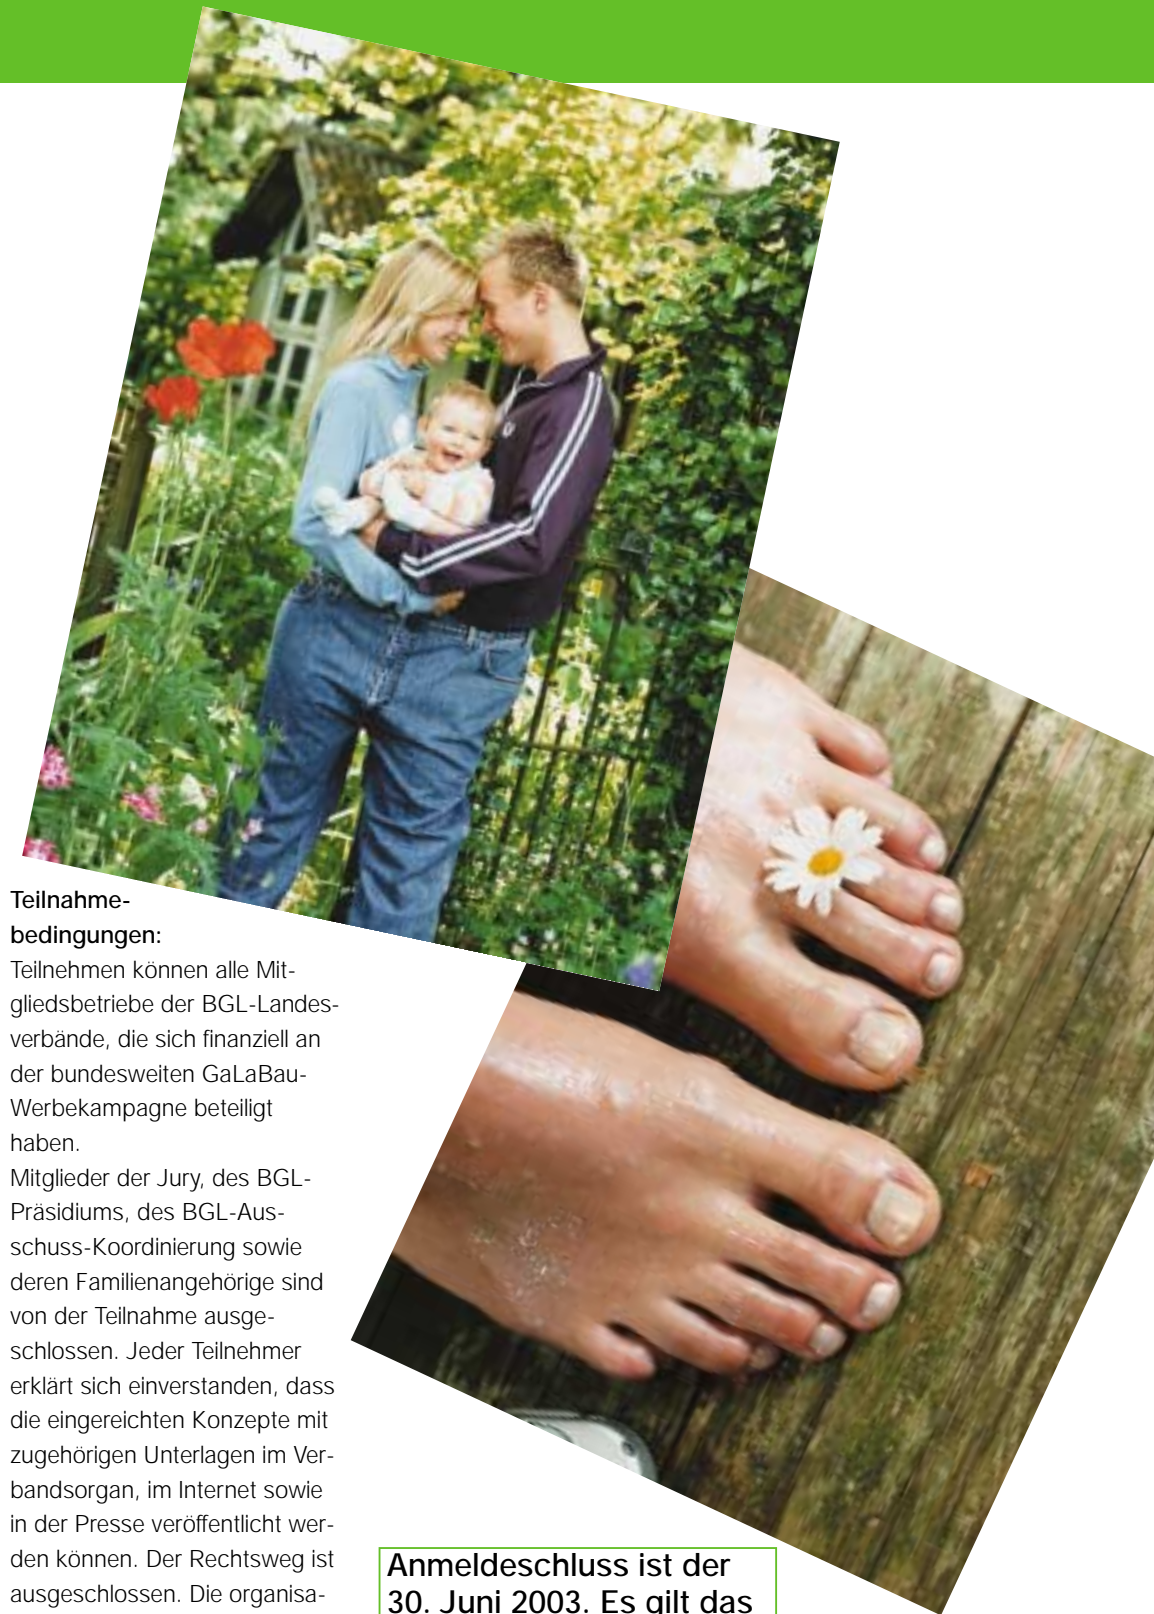 Teilnahme-
bedingungen:
Teilnehmen können alle Mit-
gliedsbetriebe der BGL-Landes-
verbände, die sich finanziell an
der bundesweiten GaLaBau-
Werbekampagne beteiligt
haben.
Mitglieder der Jury, des BGL-
Präsidiums, des BGL-Aus-
schuss-Koordinierung sowie
deren Familienangehörige sind
von der Teilnahme ausge-
schlossen. Jeder Teilnehmer
erklärt sich einverstanden, dass
die eingereichten Konzepte mit
zugehörigen Unterlagen im Ver-
bandsorgan, im Internet sowie
in der Presse veröffentlicht wer-
den können. Der Rechtsweg ist
ausgeschlossen. Die organisa-
Anmeldeschluss ist der
30. Juni 2003. Es gilt das